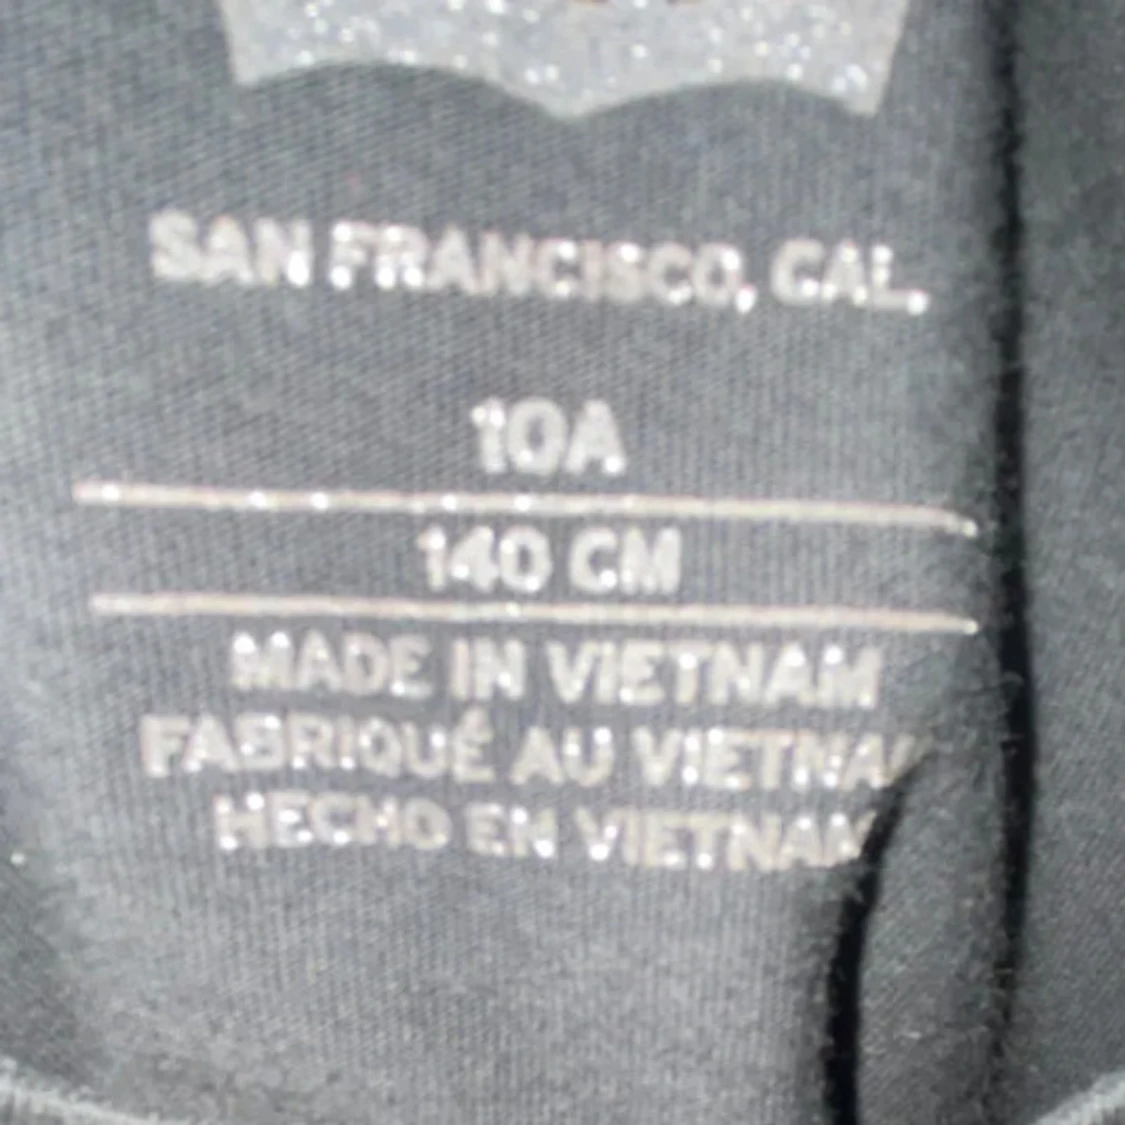 SAN FRANCISCO, CAL.
10A
140 CM
MADE IN VIETNAM
FABRIQUÉ AU VIETNAM
HECHO EN VIETNAM